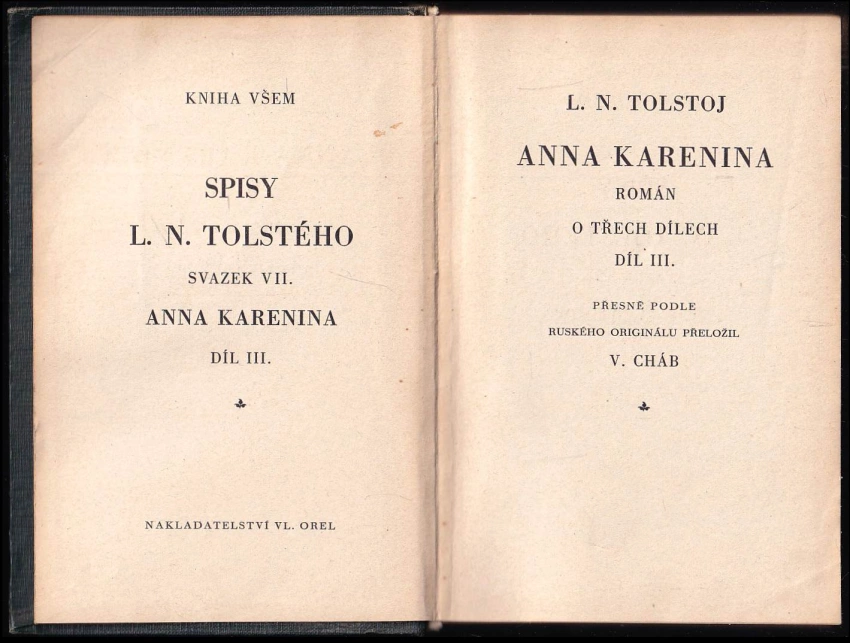 KNIHA VŠEM
SPISY
L. N. TOLSTÉHO
SVAZEK VII.
ANNA KARENINA
DÍL III.
NAKLADATELSTVÍ VL. OREL
L. N. TOLSTOJ
ANNA KARENINA
ROMÁN
O TŘECH DÍLECH
DÍL III.
PŘESNĚ PODLE
RUSKÉHO ORIGINÁLU PŘELOŽIL
V. CHÁB